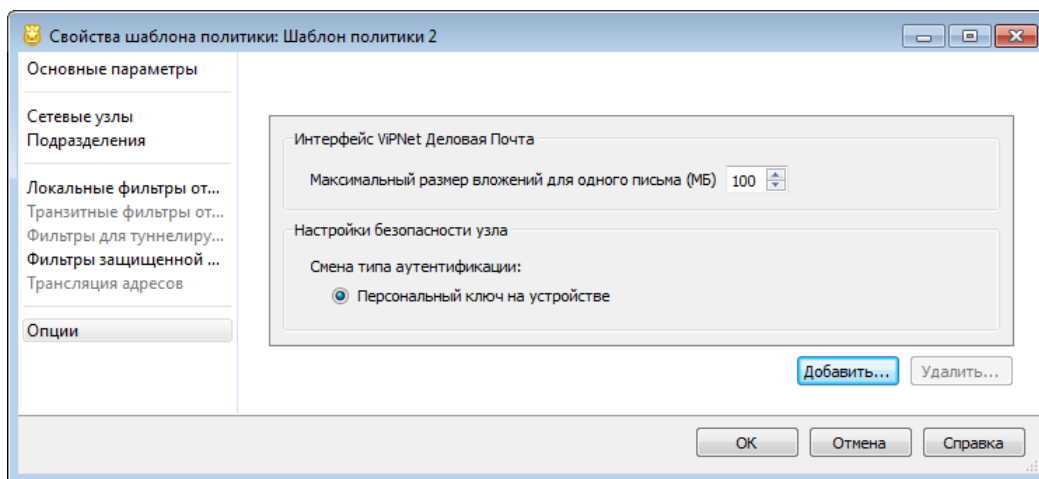 Свойства шаблона политики: Шаблон политики 2
Основные параметры
Сетевые узлы
Подразделения
Локальные фильтры от...
Транзитные фильтры от...
Фильтры для туннелиру...
Фильтры защищенной ...
Трансляция адресов
Опции
Интерфейс ViPNet Деловая Почта
Максимальный размер вложений для одного письма (МБ) 100
Настройки безопасности узла
Смена типа аутентификации:
Персональный ключ на устройстве
Добавить... Удалить...
OK Отмена Справка